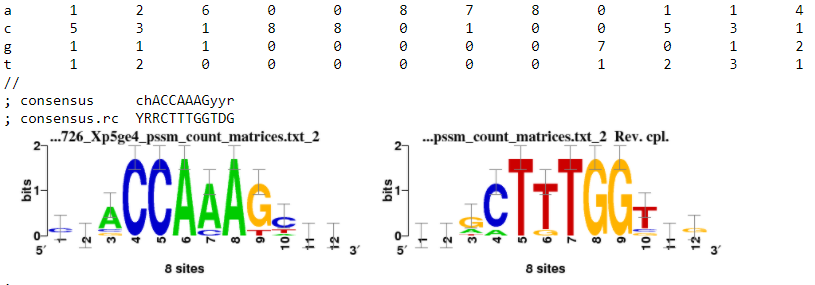 a 1 2 6 0 0 8 7 8 0 1 1 4
c 5 3 1 8 8 0 1 0 0 5 3 1
g 1 1 1 0 0 0 0 0 7 0 1 2
t 1 2 0 0 0 0 0 0 1 2 3 1
//
; consensus chACCAAAGyyr
; consensus.rc YRRCTTTGGTDG
...726_Xp5ge4_pssm_count_matrices.txt_2
2
bits
1
0
ACCAAAGC
1 2 3 4 5 6 7 8 9 10 11 12
5′ 3′
8 sites
...pssm_count_matrices.txt_2 Rev. cpl.
2
bits
1
0
GCTTTGGT
1 2 3 4 5 6 7 8 9 10 11 12
5′ 3′
8 sites